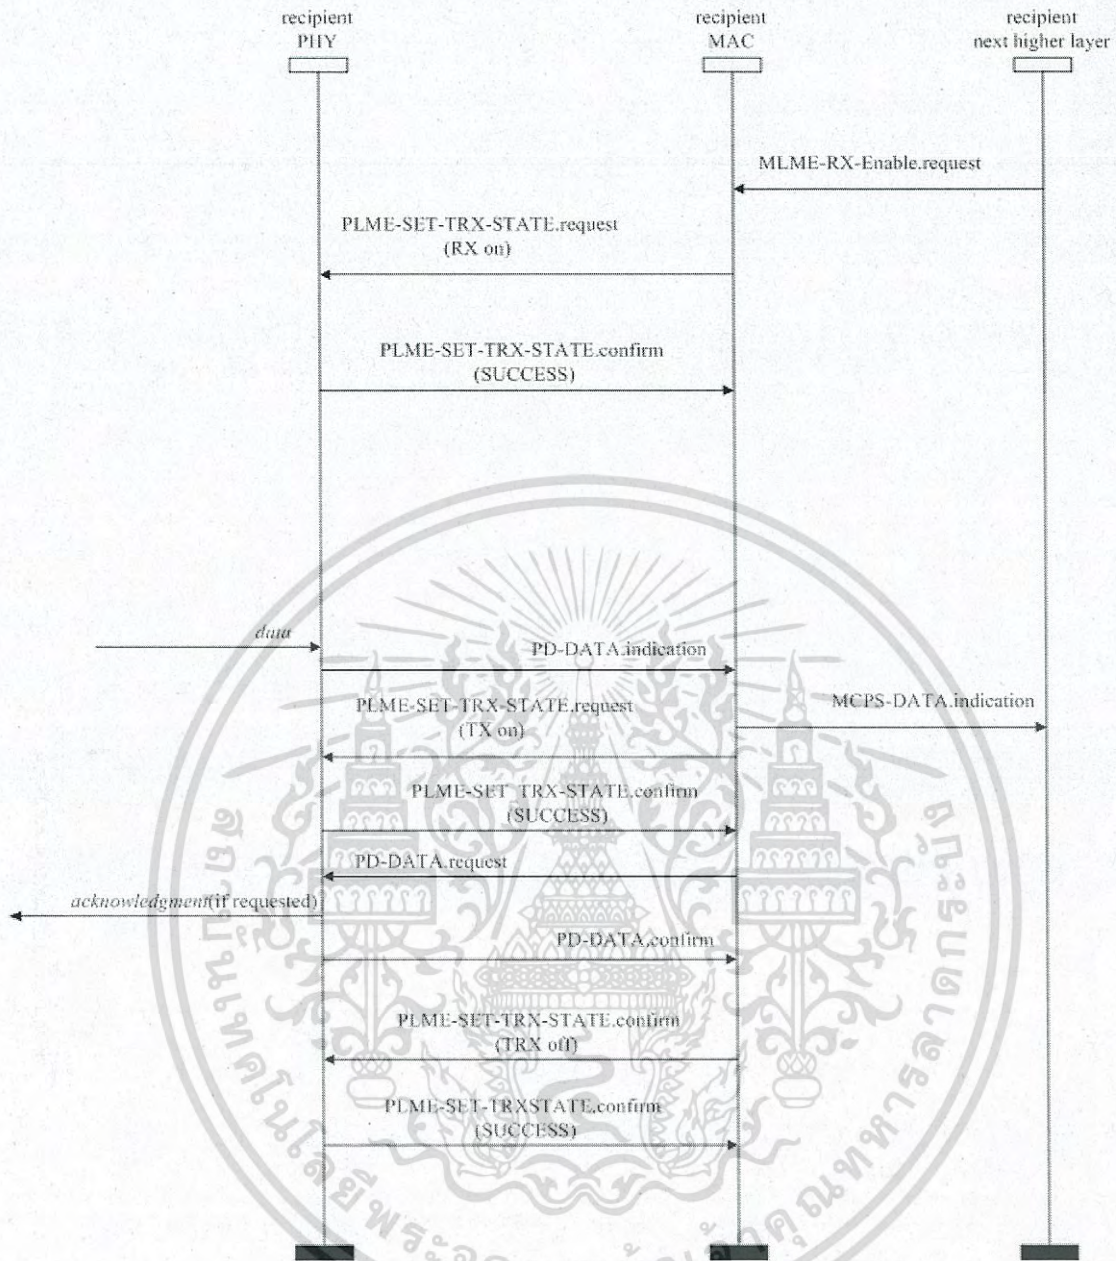 recipient
PHY
recipient
MAC
recipient
next higher layer
MLME-RX-Enable.request
PLME-SET-TRX-STATE.request
(RX on)
PLME-SET-TRX-STATE.confirm
(SUCCESS)
data
PD-DATA.indication
PLME-SET-TRX-STATE.request
(TX on)
MCPS-DATA.indication
PLME-SET TRX-STATE.confirm
(SUCCESS)
PD-DATA.request
acknowledgment(if requested)
PD-DATA.confirm
PLME-SET-TRX-STATE.confirm
(TRX off)
PLME-SET-TRXSTATE.confirm
(SUCCESS)